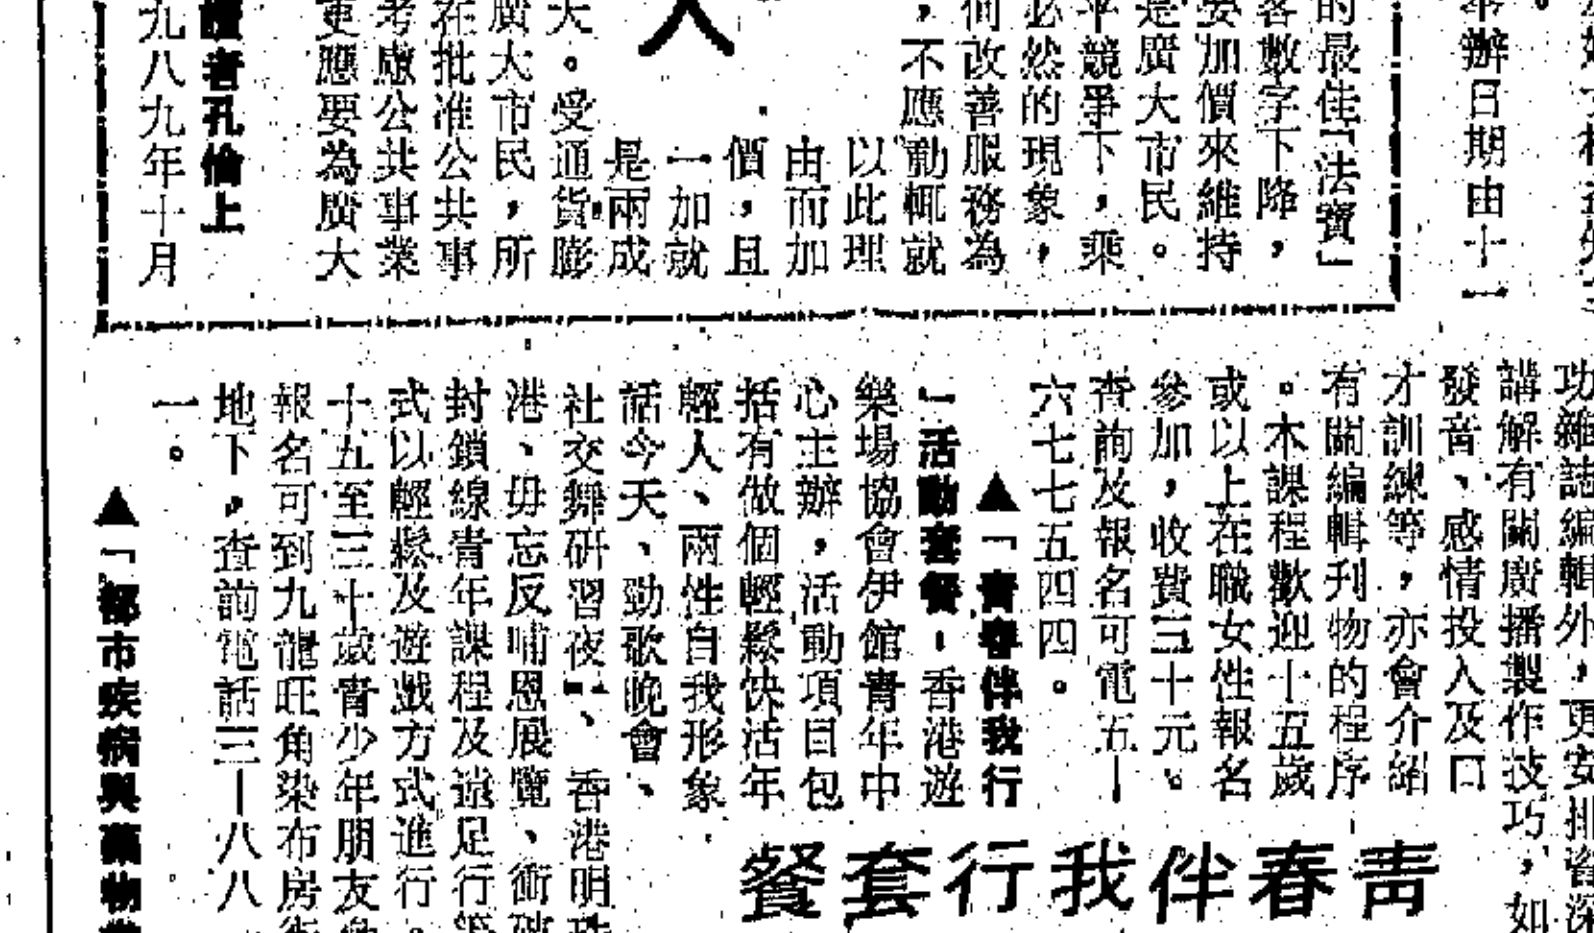 舉辦日期由十一
的最佳「法寶」
客數字下降，
要加價來維持
是廣大市民。
平競爭下，乘
必然的現象，
何改善服務為
，不應動輒就
以此理
由而加
價，且
一加就
是兩成
大。受通貨膨
廣大市民，所
在批准公共事
考慮公共事業
更應要為廣大
讀者孔倫上
九八九年十月
人
功雜誌編輯外，更安排資深
講解有關廣播製作技巧，如
發音、感情投入及口
才訓練等，亦會介紹
有關編輯刋物的程序
。本課程歡迎十五歲
或以上在職女性報名
參加，收費三十元。
查詢及報名可電五—
六七七五四四。
青春伴我行套餐
▲「青春伴我行
」活動套餐，香港遊
樂場協會伊館青年中
心主辦，活動項目包
括有做個輕鬆快活年
輕人、兩性自我形象
話今天、勁歌晚會、
社交舞硏習夜」、香港明珠
港、毋忘反哺恩展覽、衝破
封鎖線青年課程及遠足行等
式以輕鬆及遊戲方式進行。
十五至三十歲青少年朋友
報名可到九龍旺角染布房街
地下，查詢電話三—八八
一。
▲「都市疾病與藥物